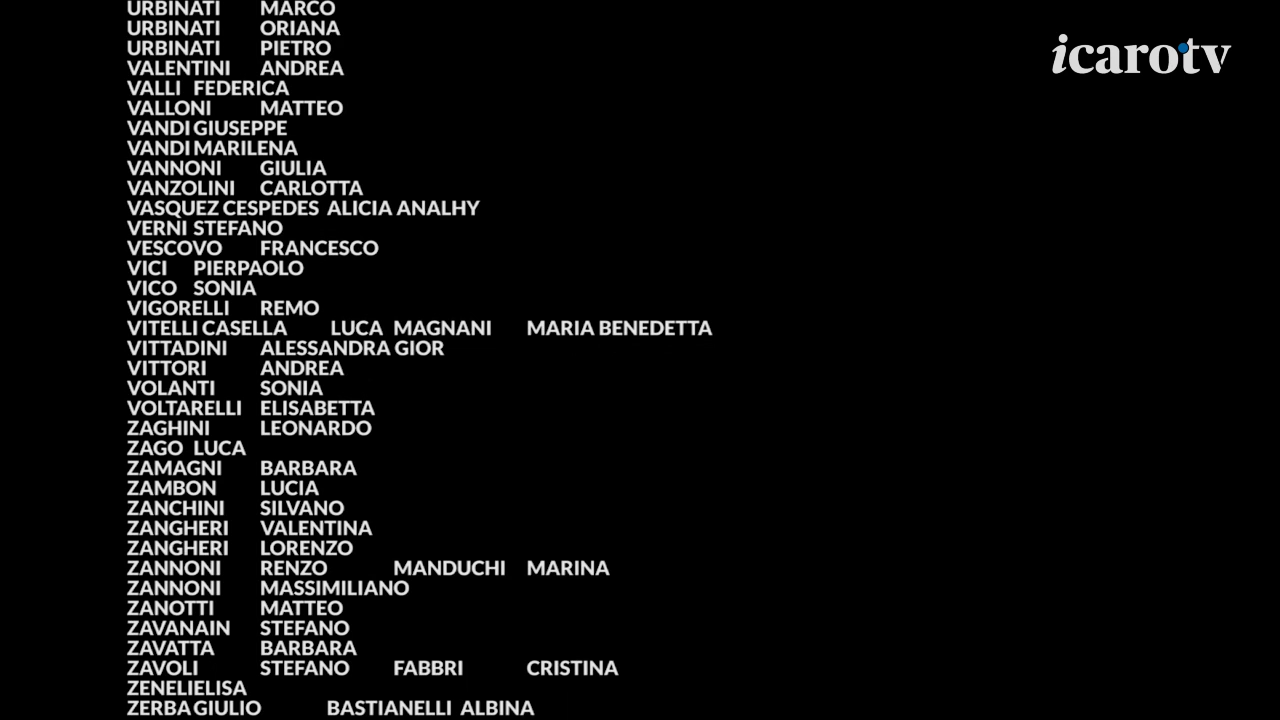 URBINATI MARCO
icarotv
URBINATI ORIANA
URBINATI PIETRO
VALENTINI ANDREA
VALLI FEDERICA
VALLONI MATTEO
VANDI GIUSEPPE
VANDI MARILENA
VANNONI GIULIA
VANZOLINI CARLOTTA
VASQUEZ CESPEDES ALICIA ANALHY
VERNI STEFANO
VESCOVO FRANCESCO
VICI PIERPAOLO
VICO SONIA
VIGORELLI REMO
VITELLI CASELLA LUCA MAGNANI MARIA BENEDETTA
VITTADINI ALESSANDRA GIOR
VITTORI ANDREA
VOLANTI SONIA
VOLTARELLI ELISABETTA
ZAGHINI LEONARDO
ZAGO LUCA
ZAMAGNI BARBARA
ZAMBON LUCIA
ZANCHINI SILVANO
ZANGHERI VALENTINA
ZANGHERI LORENZO
ZANNONI RENZO MANDUCHI MARINA
ZANNONI MASSIMILIANO
ZANOTTI MATTEO
ZAVANAIN STEFANO
ZAVATTA BARBARA
ZAVOLI STEFANO FABBRI CRISTINA
ZENELIELISA
ZERBA GIULIO BASTIANELLI ALBINA